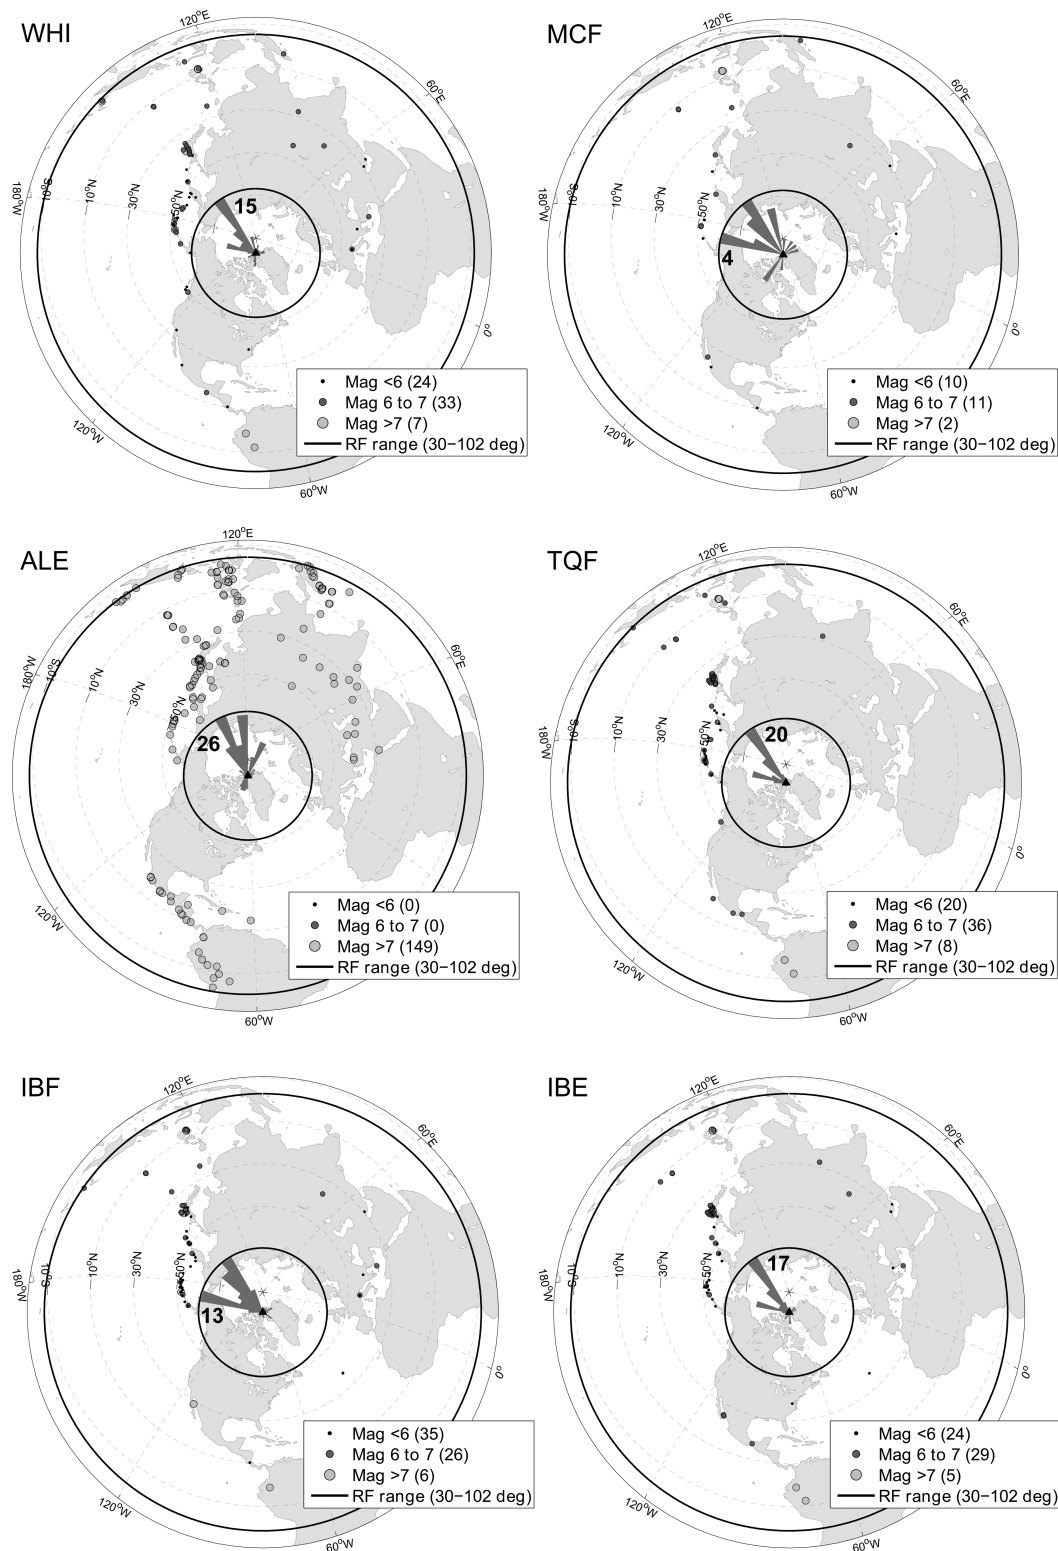 WHI
120°E
60°E
180°W
10°S
10°N
30°N
50°N
15
0°
120°W
60°W
Mag <6 (24)
Mag 6 to 7 (33)
Mag >7 (7)
RF range (30−102 deg)
MCF
120°E
60°E
180°W
10°S
10°N
30°N
50°N
4
0°
120°W
60°W
Mag <6 (10)
Mag 6 to 7 (11)
Mag >7 (2)
RF range (30−102 deg)
ALE
120°E
60°E
180°W
10°S
10°N
30°N
50°N
26
120°W
60°W
Mag <6 (0)
Mag 6 to 7 (0)
Mag >7 (149)
RF range (30−102 deg)
TQF
120°E
60°E
180°W
10°S
10°N
30°N
50°N
20
0°
120°W
60°W
Mag <6 (20)
Mag 6 to 7 (36)
Mag >7 (8)
RF range (30−102 deg)
IBF
120°E
60°E
180°W
10°S
10°N
30°N
50°N
13
0°
120°W
60°W
Mag <6 (35)
Mag 6 to 7 (26)
Mag >7 (6)
RF range (30−102 deg)
IBE
120°E
60°E
180°W
10°S
10°N
30°N
50°N
17
0°
120°W
60°W
Mag <6 (24)
Mag 6 to 7 (29)
Mag >7 (5)
RF range (30−102 deg)